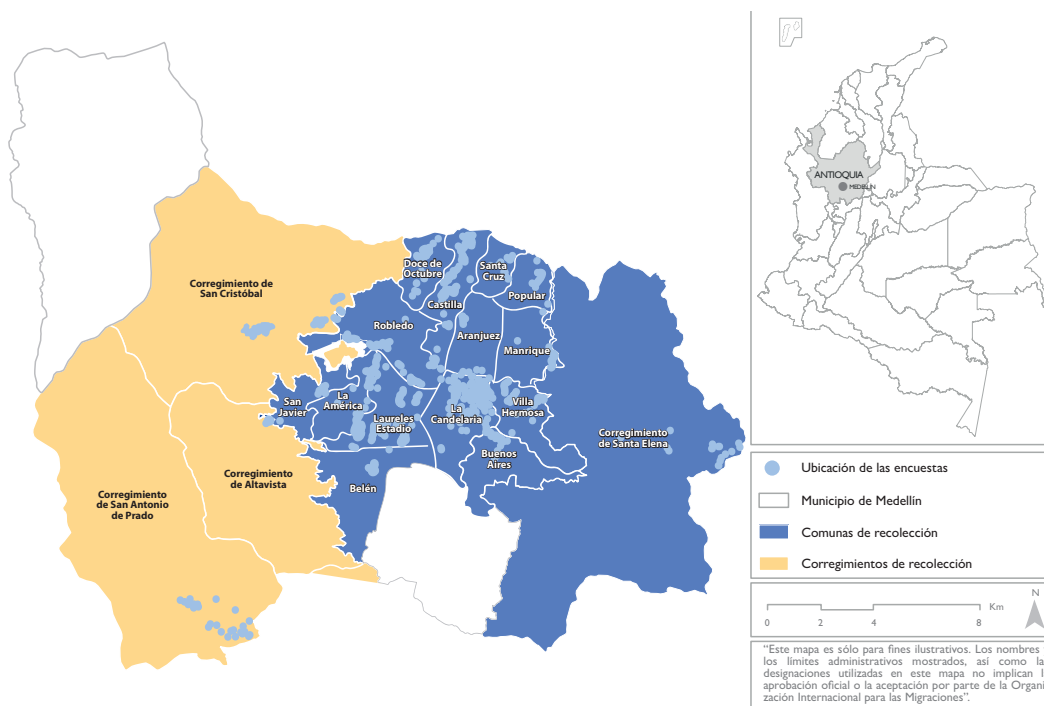 Corregimiento de
San Cristóbal
Doce de
Octubre
Santa
Cruz
Popular
Castilla
Robledo
Aranjuez
Manrique
San
Javier
La
América
Laureles
Estadio
La
Candelaria
Villa
Hermosa
Buenos
Aires
Corregimiento
de Santa Elena
Belén
Corregimiento
de Altavista
Corregimiento
de San Antonio
de Prado
ANTIOQUIA
MEDELLÍN
Ubicación de las encuestas
Municipio de Medellín
Comunas de recolección
Corregimientos de recolección
N
Km
0 2 4 8
"Este mapa es sólo para fines ilustrativos. Los nombres
los límites administrativos mostrados, así como la
designaciones utilizadas en este mapa no implican l
aprobación oficial o la aceptación por parte de la Organi
zación Internacional para las Migraciones".